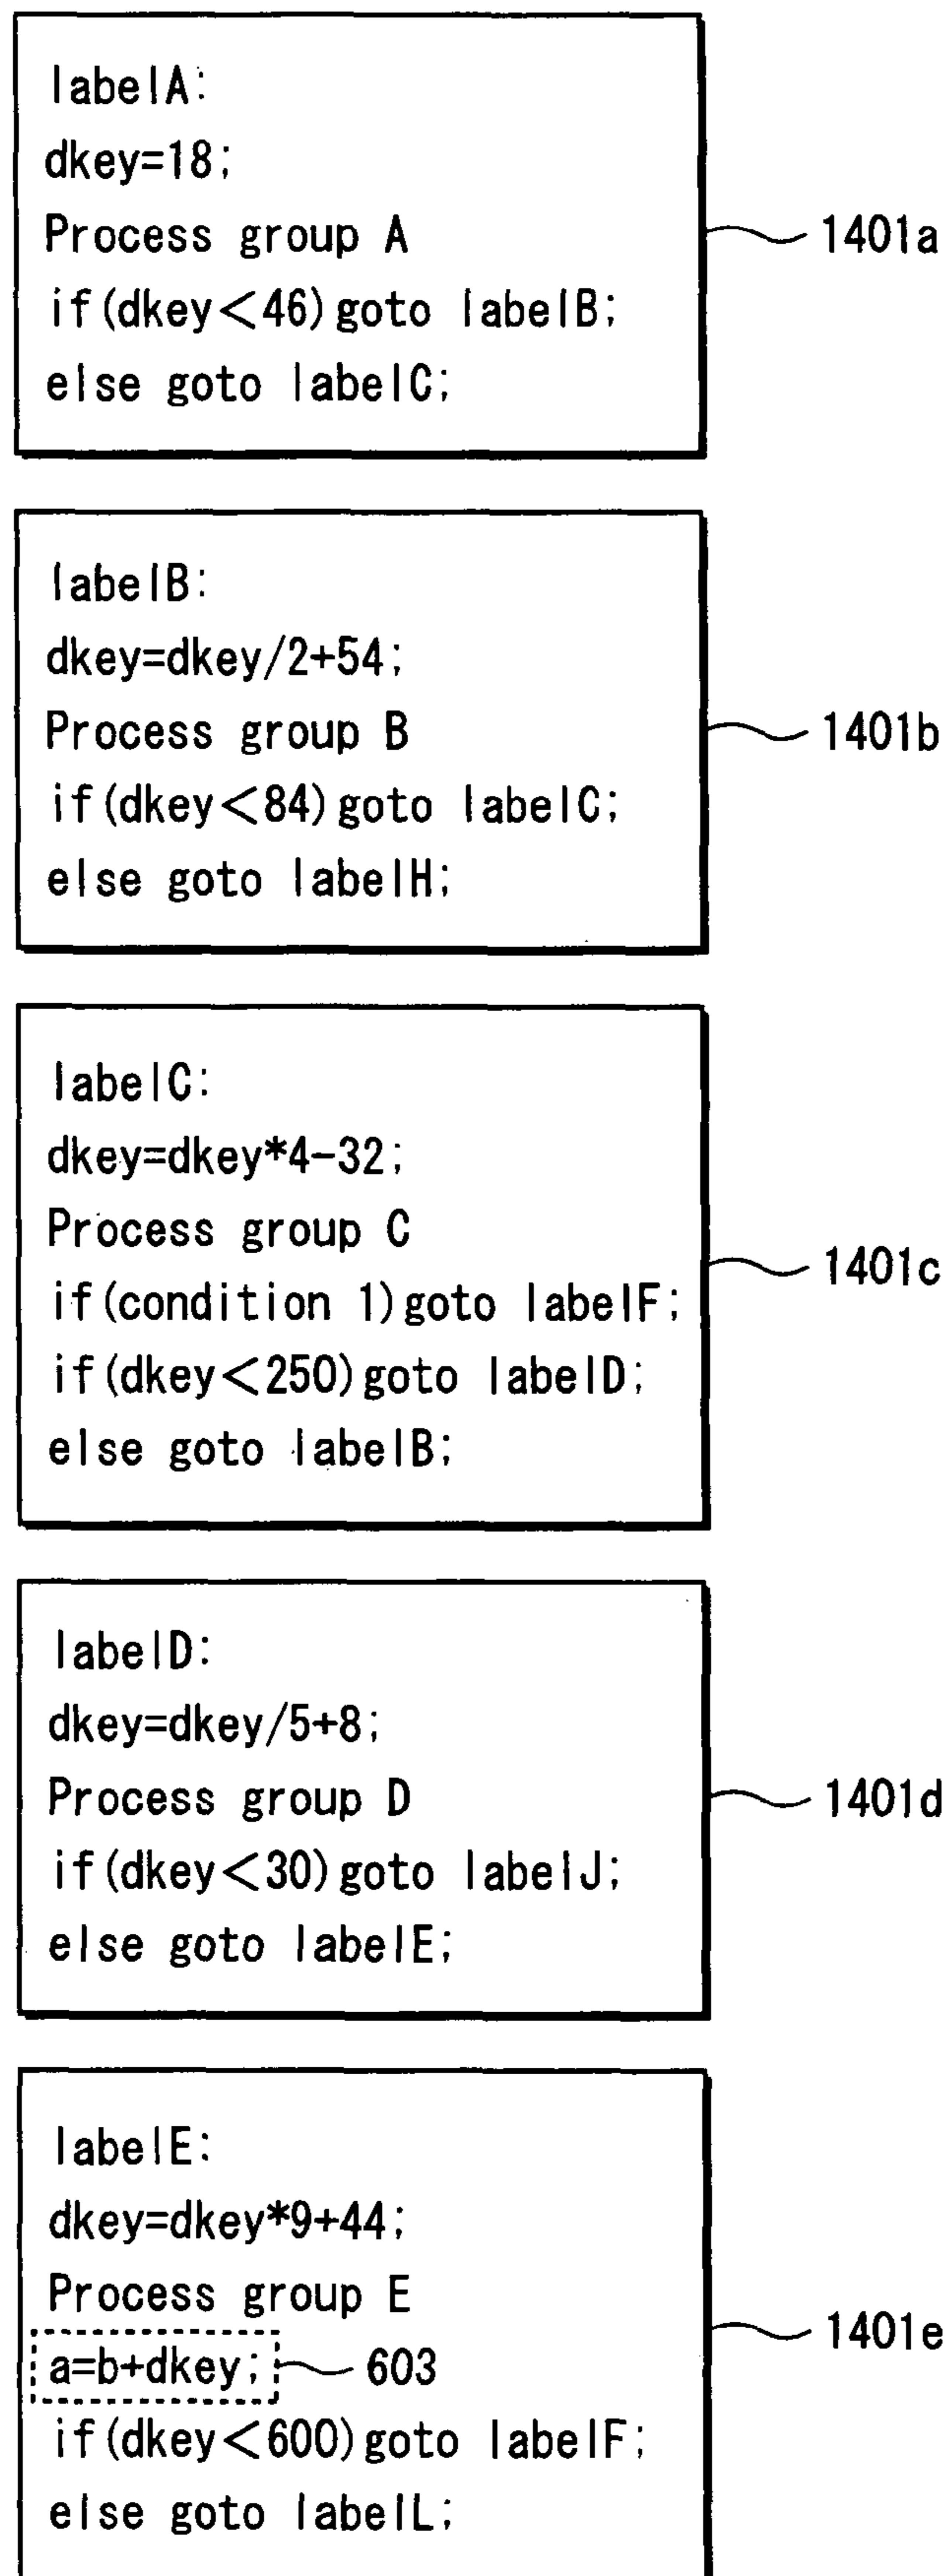 labelA:
dkey=18;
Process group A
1401a
if(dkey<46)goto labelB;
else goto labelC;
labelB:
dkey=dkey/2+54;
Process group B
1401b
if(dkey<84)goto labelC;
else goto labelH;
labelC:
dkey=dkey*4-32;
Process group C
1401c
if(condition 1)goto labelF;
if(dkey<250)goto labelD;
else goto labelB;
labelD:
dkey=dkey/5+8;
Process group D
1401d
if(dkey<30)goto labelJ;
else goto labelE;
labelE:
dkey=dkey*9+44;
Process group E
1401e
a=b+dkey;
603
if(dkey<600)goto labelF;
else goto labelL;